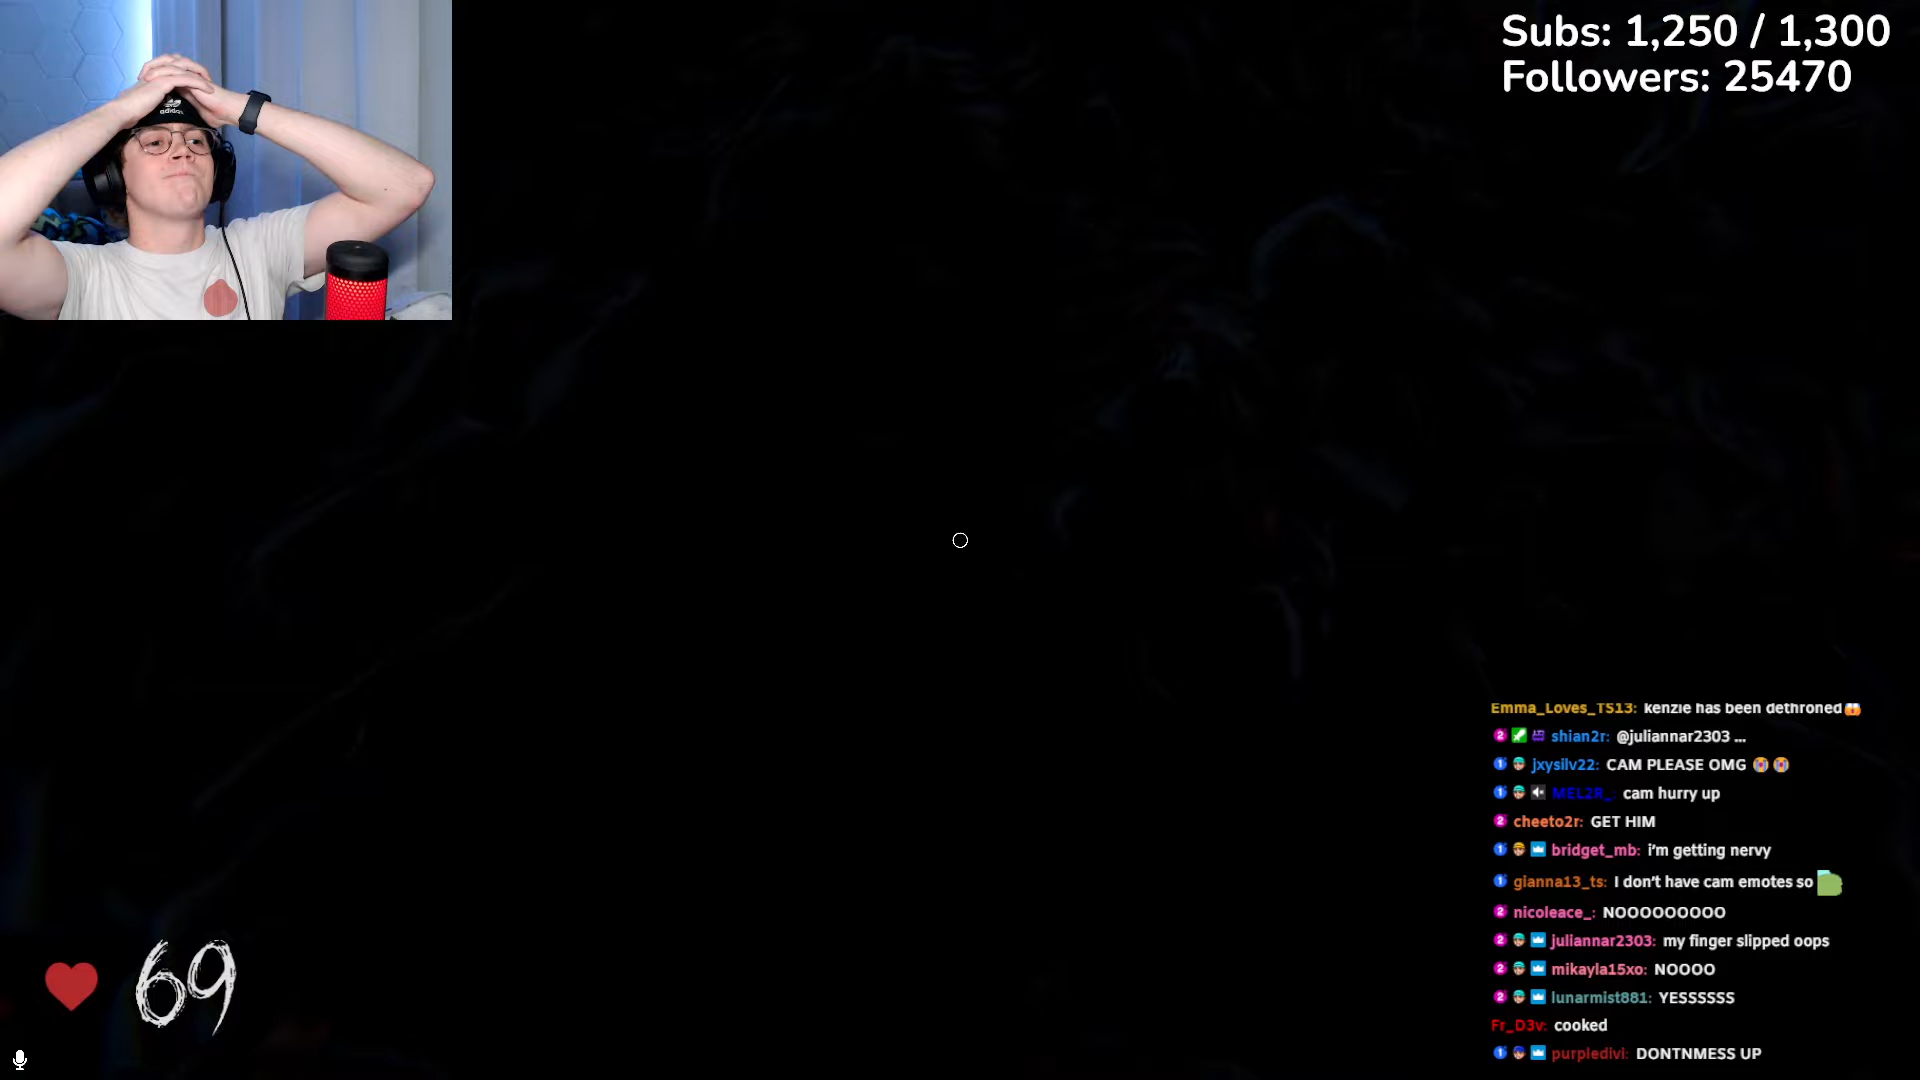 Subs: 1,250 / 1,300
Followers: 25470
adidas
Emma_Loves_TS13: kenzie has been dethroned
shian2r: @juliannar2303 ...
jxysilv22: CAM PLEASE OMG
MEL2R_: cam hurry up
cheeto2r: GET HIM
bridget_mb: i'm getting nervy
gianna13_ts: I don't have cam emotes so
nicoleace_: NOOOOOOOOO
juliannar2303: my finger slipped oops
mikayla15xo: NOOOO
lunarmist881: YESSSSSS
Fr_D3v: cooked
purpledivi: DONTNMESS UP
69